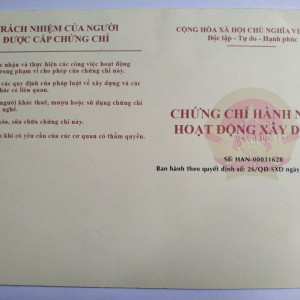 TRÁCH NHIỆM CỦA NGƯỜI
ĐƯỢC CẤP CHỨNG CHỈ
nhận và thực hiện các công việc hoạt động
trong phạm vi cho phép của chứng chỉ này.
các quy định của pháp luật về xây dựng và các
khác có liên quan.
người khác thuê, mượn hoặc sử dụng chứng chỉ
nghề.
xóa, sửa chữa chứng chỉ này.
khi có yêu cầu của các cơ quan có thẩm quyền.
CỘNG HÒA XÃ HỘI CHỦ NGHĨA
Độc lập - Tự do - Hạnh phúc
CHỨNG CHỈ HÀNH
HOẠT ĐỘNG XÂY
Số: HAN-00031628
Ban hành theo quyết định số: 26/QĐ-SXD ngày